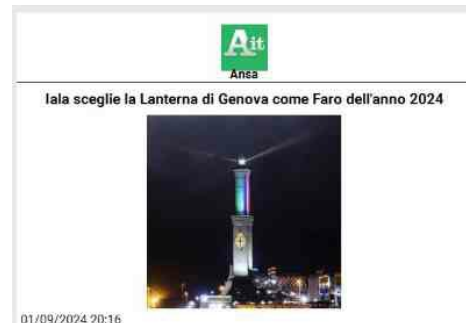 Ait
Ansa
Iala sceglie la Lanterna di Genova come Faro dell'anno 2024
01/09/2024 20:16